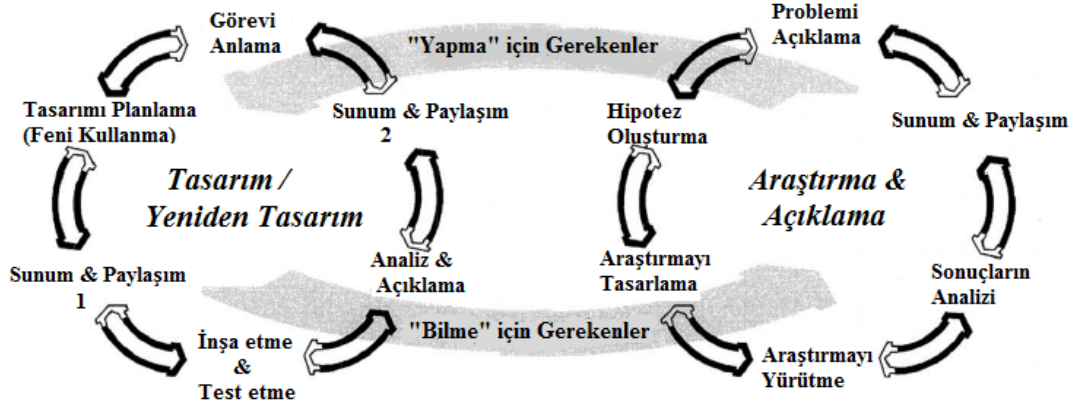 Görevi
Anlama
"Yapma" için Gerekenler
Problemi
Açıklama
Tasarımı Planlama
(Feni Kullanma)
Sunum & Paylaşım
2
Hipotez
Oluşturma
Sunum & Paylaşım
Tasarım /
Yeniden Tasarım
Araştırma &
Açıklama
Sunum & Paylaşım
1
Analiz &
Açıklama
Araştırmayı
Tasarlama
Sonuçların
Analizi
"Bilme" için Gerekenler
İnşa etme
&
Test etme
Araştırmayı
Yürütme